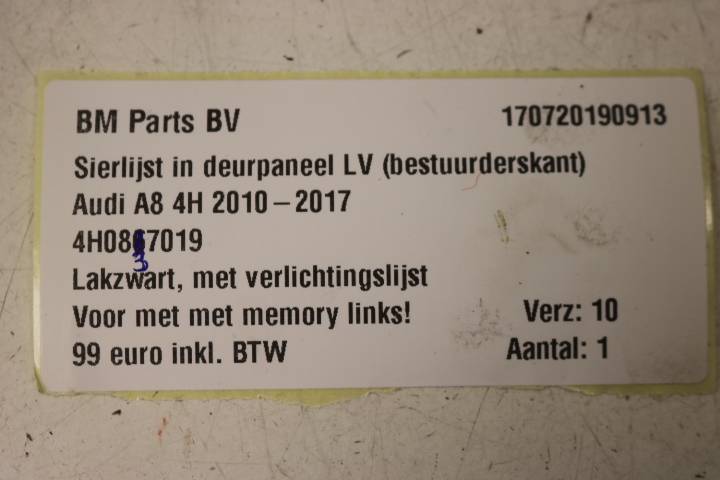 BM Parts BV 170720190913
Sierlijst in deurpaneel LV (bestuurderskant)
Audi A8 4H 2010-2017
4H0867019
3
Lakzwart, met verlichtingslijst
Voor met met memory links! Verz: 10
99 euro inkl. BTW Aantal: 1